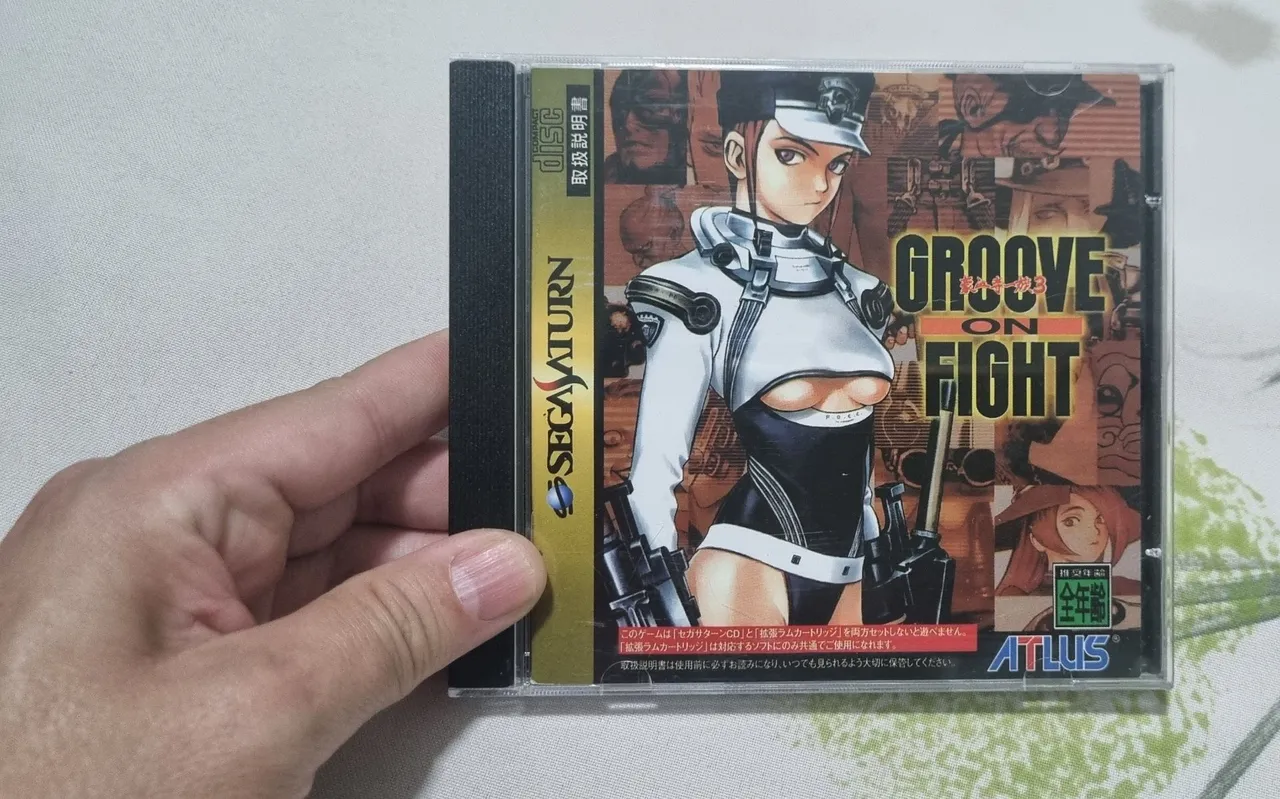 COMPACT
disc
取扱説明書
SEGA SATURN
GROOVE
豪血寺一族3
ON
FIGHT
推奨年齢
全年齢
このゲームは「セガサターンCD」と「拡張ラムカートリッジ」を両方セットしないと遊べません。
「拡張ラムカートリッジ」は対応するソフトにのみ共通でご使用になれます。
ATLUS®
取扱説明書は使用前に必ずお読みになり、いつでも見られるよう大切に保管してください。